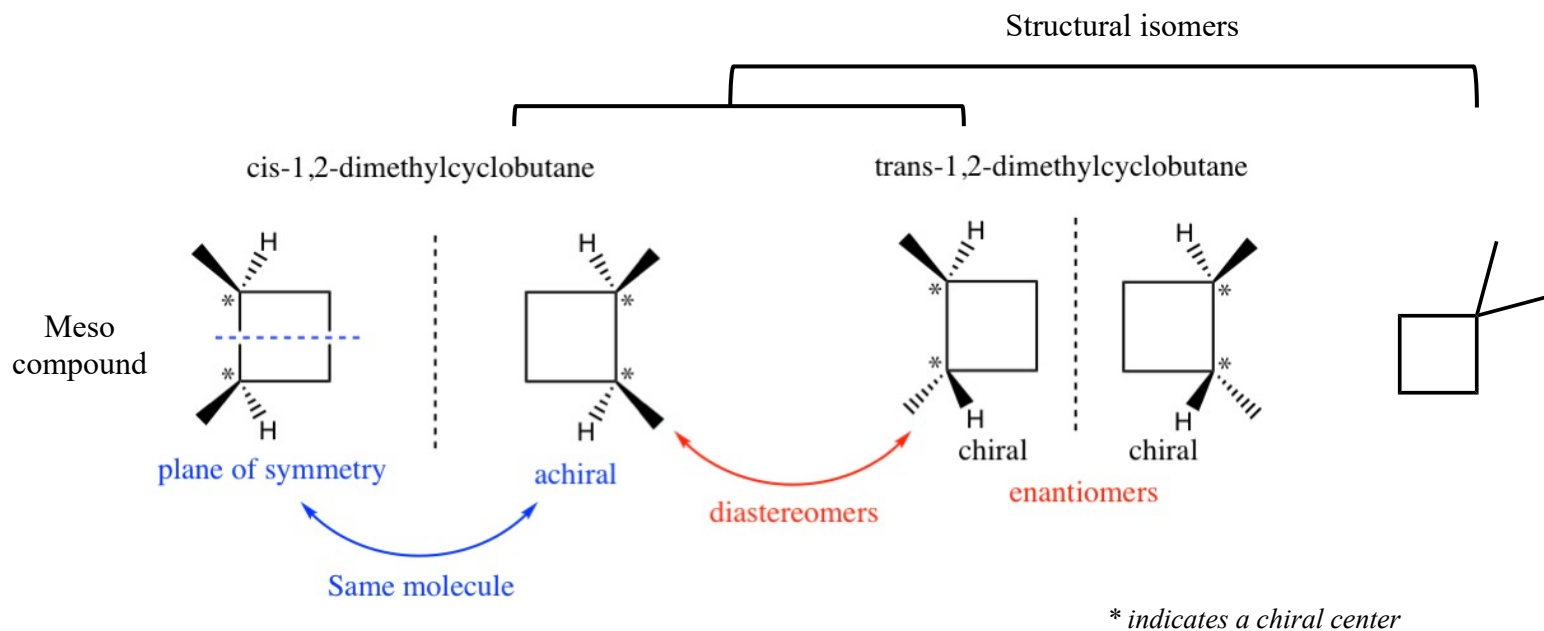 Structural isomers
cis-1,2-dimethylcyclobutane
trans-1,2-dimethylcyclobutane
H
H
H
H
*
*
*
*
Meso
compound
*
*
*
*
H
H
H
H
plane of symmetry
achiral
chiral
chiral
diastereomers
enantiomers
Same molecule
* indicates a chiral center